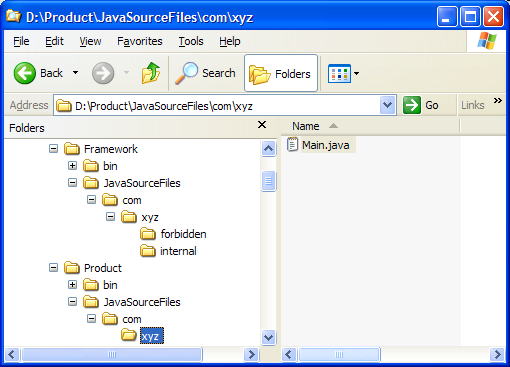 D:\Product\JavaSourceFiles\com\xyz
File Edit View Favorites Tools Help
Back Search Folders
Address D:\Product\JavaSourceFiles\com\xyz Go Links »
Folders Name
Framework Main.java
bin
JavaSourceFiles
com
xyz
forbidden
internal
Product
bin
JavaSourceFiles
com
xyz